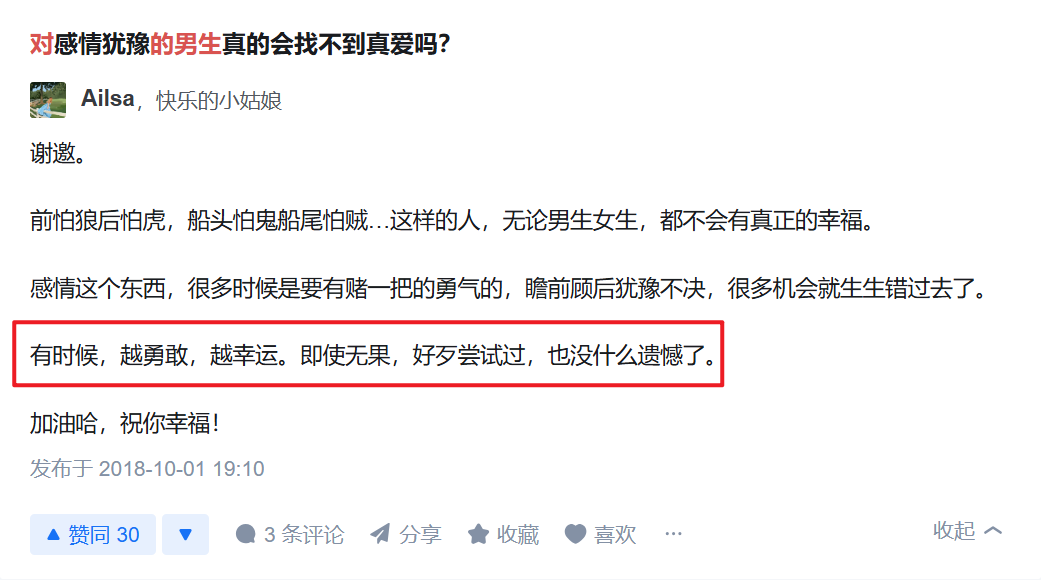 对感情犹豫的男生真的会找不到真爱吗？
Ailsa，快乐的小姑娘
谢邀。
前怕狼后怕虎，船头怕鬼船尾怕贼…这样的人，无论男生女生，都不会有真正的幸福。
感情这个东西，很多时候是要有赌一把的勇气的，瞻前顾后犹豫不决，很多机会就生生错过去了。
有时候，越勇敢，越幸运。即使无果，好歹尝试过，也没什么遗憾了。
加油哈，祝你幸福！
发布于 2018-10-01 19:10
赞同 30 3 条评论 分享 收藏 喜欢 ··· 收起